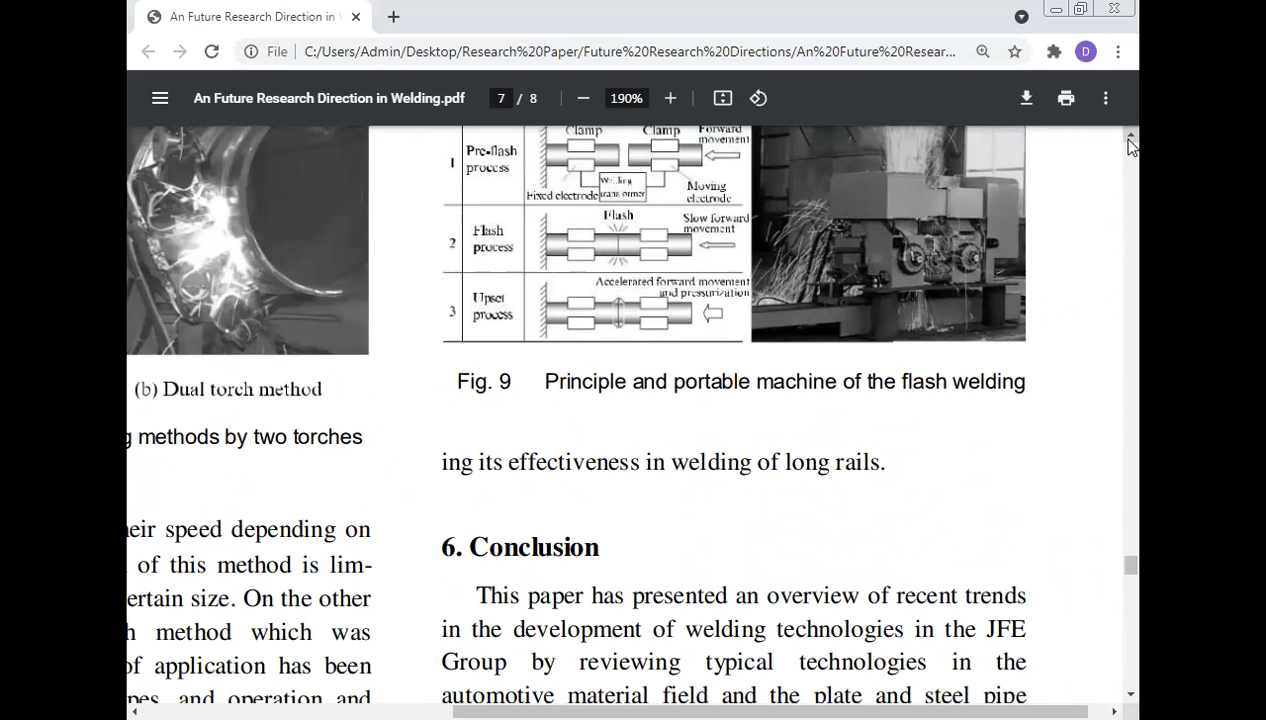 An Future Research Direction in
File
C:/Users/Admin/Desktop/Research%20Paper/Future%20Research%20Directions/An%20Future%20Resear...
D
An Future Research Direction in Welding.pdf
7 / 8
190%
(b) Dual torch method
g methods by two torches
heir speed depending on
of this method is lim-
ertain size. On the other
h method which was
of application has been
pes, and operation and
Clamp
Clamp
Forward
movement
1
Pre-flash
process
Welding
transformer
Fixed electrode
Moving
electrode
2
Flash
process
Flash
Slow forward
movement
3
Upset
process
Accelerated forward movement
and pressurization
Fig. 9 Principle and portable machine of the flash welding
ing its effectiveness in welding of long rails.
6. Conclusion
This paper has presented an overview of recent trends
in the development of welding technologies in the JFE
Group by reviewing typical technologies in the
automotive material field and the plate and steel pipe